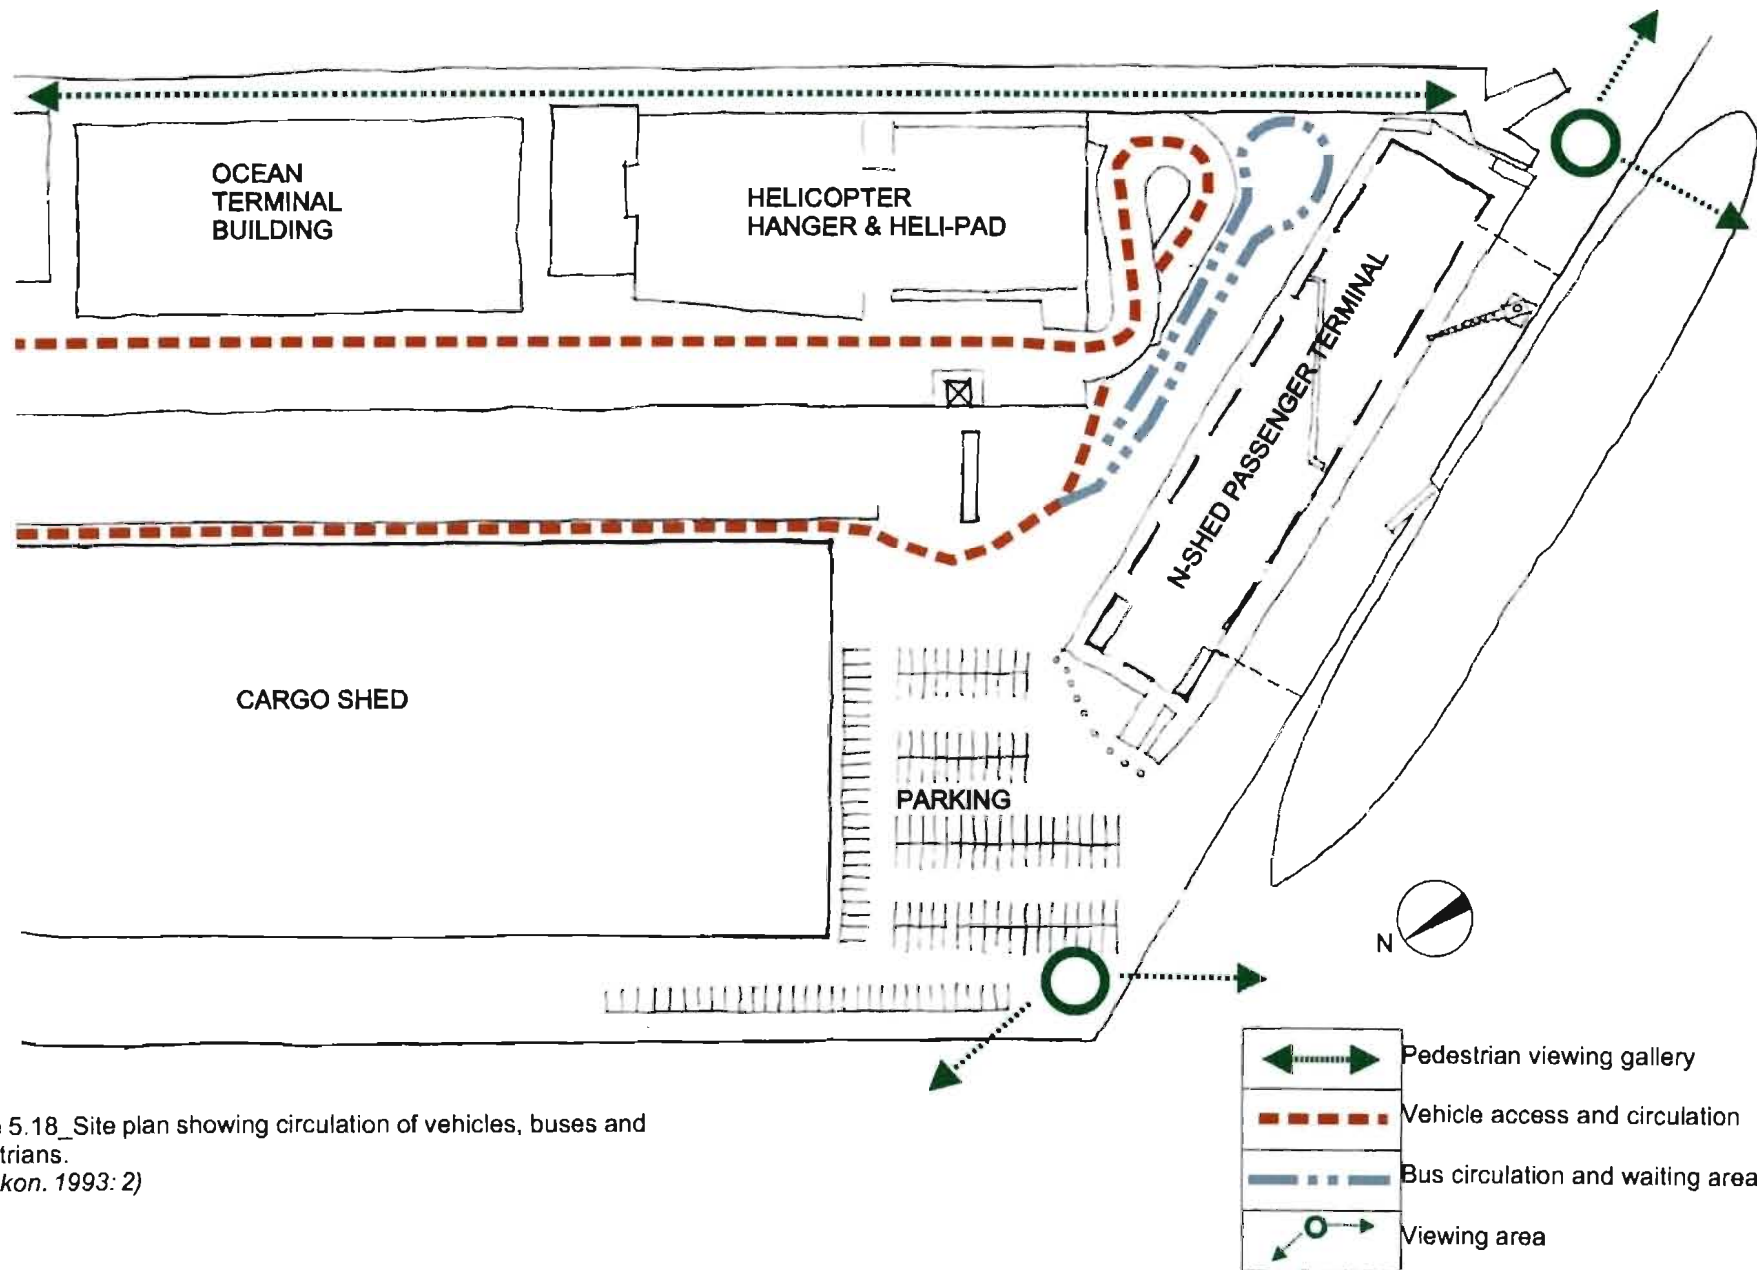 OCEAN
TERMINAL
BUILDING
HELICOPTER
HANGER & HELI-PAD
N-SHED PASSENGER TERMINAL
CARGO SHED
PARKING
N
Pedestrian viewing gallery
Vehicle access and circulation
Bus circulation and waiting area
Viewing area
5.18_Site plan showing circulation of vehicles, buses and
trians.
kon. 1993: 2)